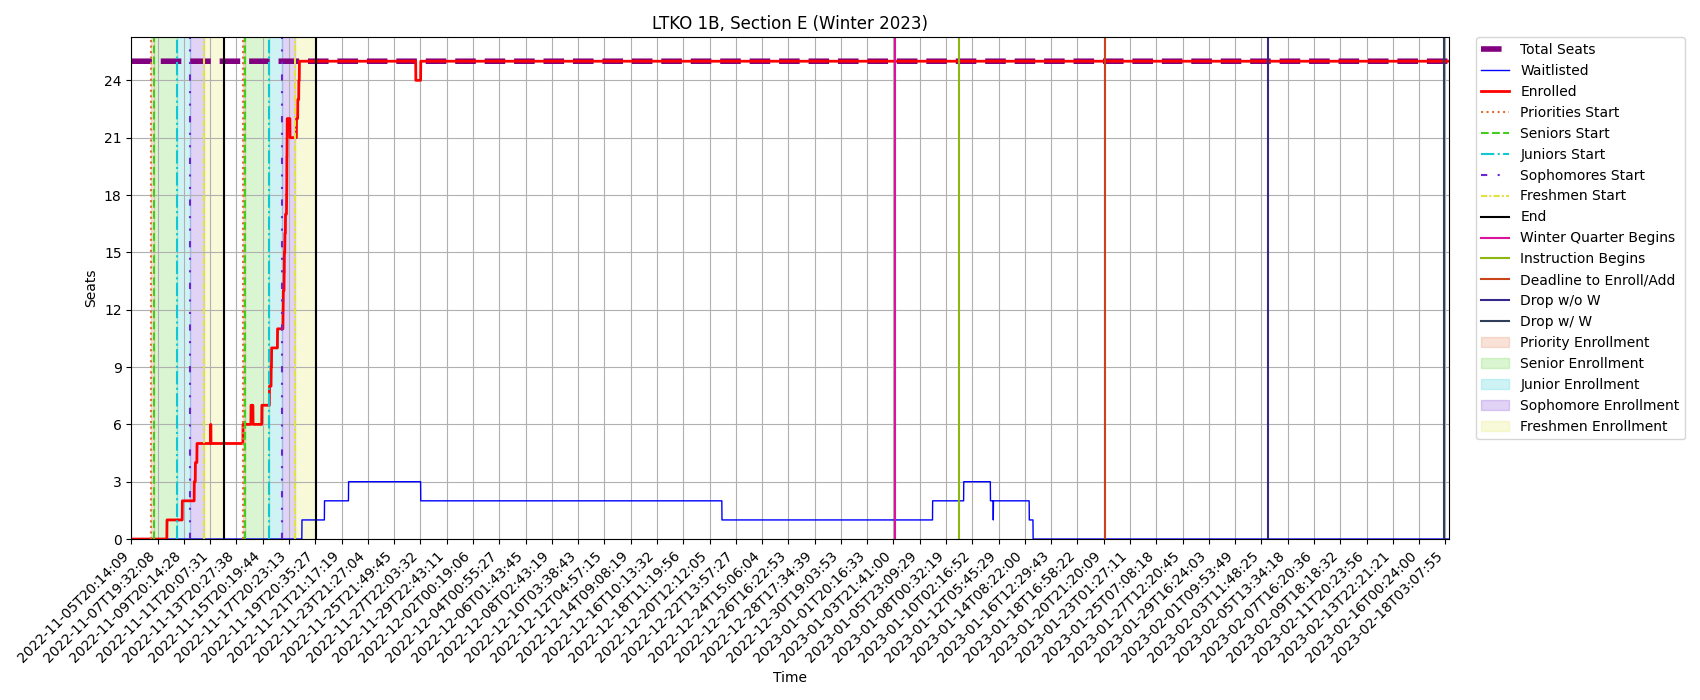 LTKO 1B, Section E (Winter 2023)
Seats
24
21
18
15
12
9
6
3
0
2022-11-05T20:14:09
2022-11-07T19:32:08
2022-11-09T20:14:28
2022-11-11T20:07:31
2022-11-13T20:27:38
2022-11-15T20:19:44
2022-11-17T20:23:13
2022-11-19T20:35:27
2022-11-21T21:17:19
2022-11-23T21:27:04
2022-11-25T21:49:45
2022-11-27T22:03:32
2022-11-29T22:43:11
2022-12-02T00:19:06
2022-12-04T00:55:27
2022-12-06T01:43:45
2022-12-08T02:43:19
2022-12-10T03:38:43
2022-12-12T04:57:15
2022-12-14T09:08:19
2022-12-16T10:13:32
2022-12-18T11:19:56
2022-12-20T12:12:05
2022-12-22T13:57:27
2022-12-24T15:06:04
2022-12-26T16:22:53
2022-12-28T17:34:39
2022-12-30T19:03:53
2023-01-01T20:16:33
2023-01-03T21:41:00
2023-01-05T23:09:29
2023-01-08T00:32:19
2023-01-10T02:16:52
2023-01-12T05:45:29
2023-01-14T08:22:00
2023-01-16T12:29:43
2023-01-18T16:58:22
2023-01-20T21:20:09
2023-01-23T01:27:11
2023-01-25T07:08:18
2023-01-27T12:20:45
2023-01-29T16:24:03
2023-02-01T09:53:49
2023-02-03T11:48:25
2023-02-05T13:34:18
2023-02-07T16:20:36
2023-02-09T18:18:32
2023-02-11T20:23:56
2023-02-13T22:21:21
2023-02-16T00:24:00
2023-02-18T03:07:55
Time
Total Seats
Waitlisted
Enrolled
Priorities Start
Seniors Start
Juniors Start
Sophomores Start
Freshmen Start
End
Winter Quarter Begins
Instruction Begins
Deadline to Enroll/Add
Drop w/o W
Drop w/ W
Priority Enrollment
Senior Enrollment
Junior Enrollment
Sophomore Enrollment
Freshmen Enrollment